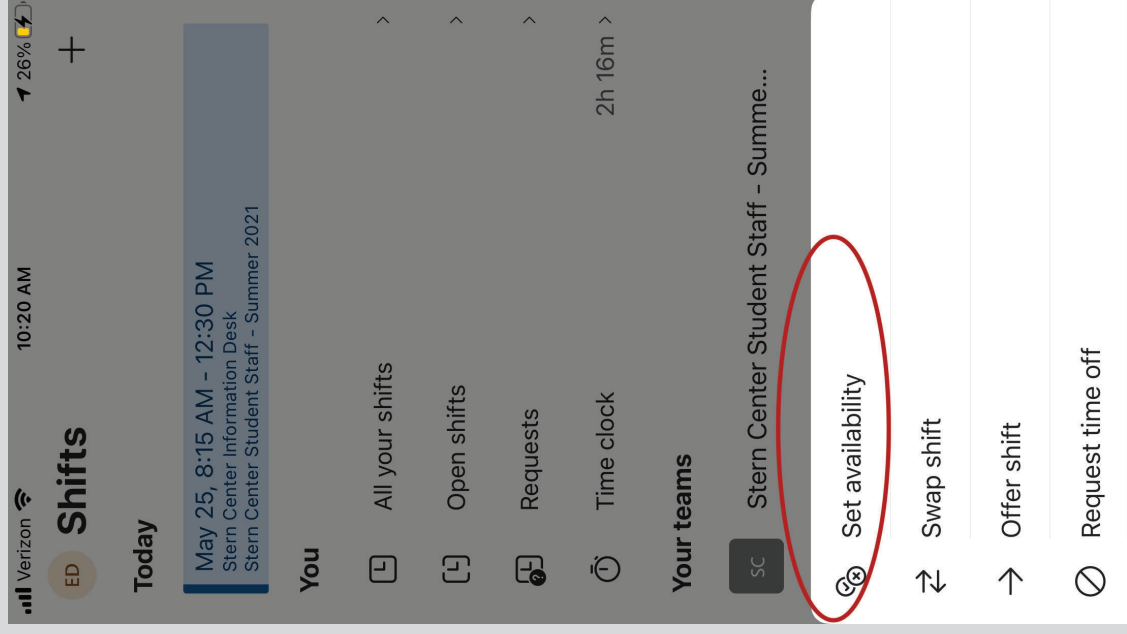 Verizon 10:20 AM 26%
ED Shifts +
Today
May 25, 8:15 AM - 12:30 PM
Stern Center Information Desk
Stern Center Student Staff - Summer 2021
You
All your shifts
Open shifts
Requests
Time clock 2h 16m
Your teams
SC Stern Center Student Staff - Summe...
Set availability
Swap shift
Offer shift
Request time off